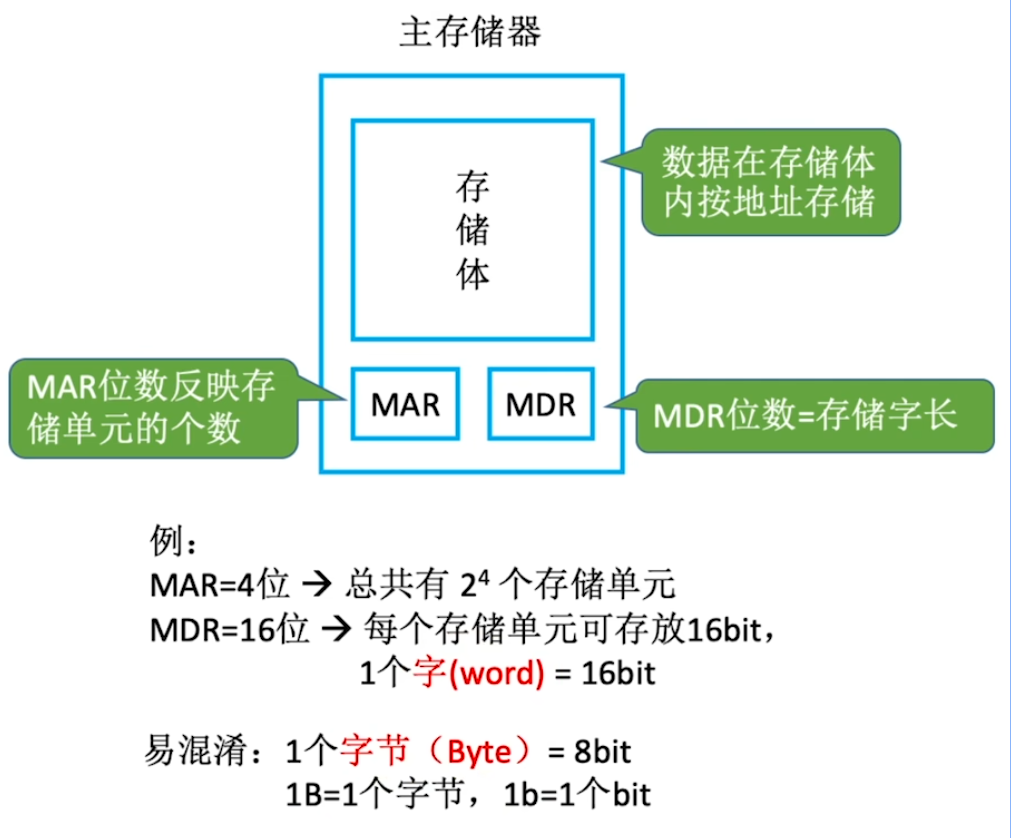 主存储器
存
储
体
数据在存储体
内按地址存储
MAR位数反映存
储单元的个数
MAR
MDR
MDR位数=存储字长
例：
MAR=4位 → 总共有 2⁴ 个存储单元
MDR=16位 → 每个存储单元可存放16bit，
1个字(word) = 16bit
易混淆：1个字节（Byte）= 8bit
1B=1个字节，1b=1个bit